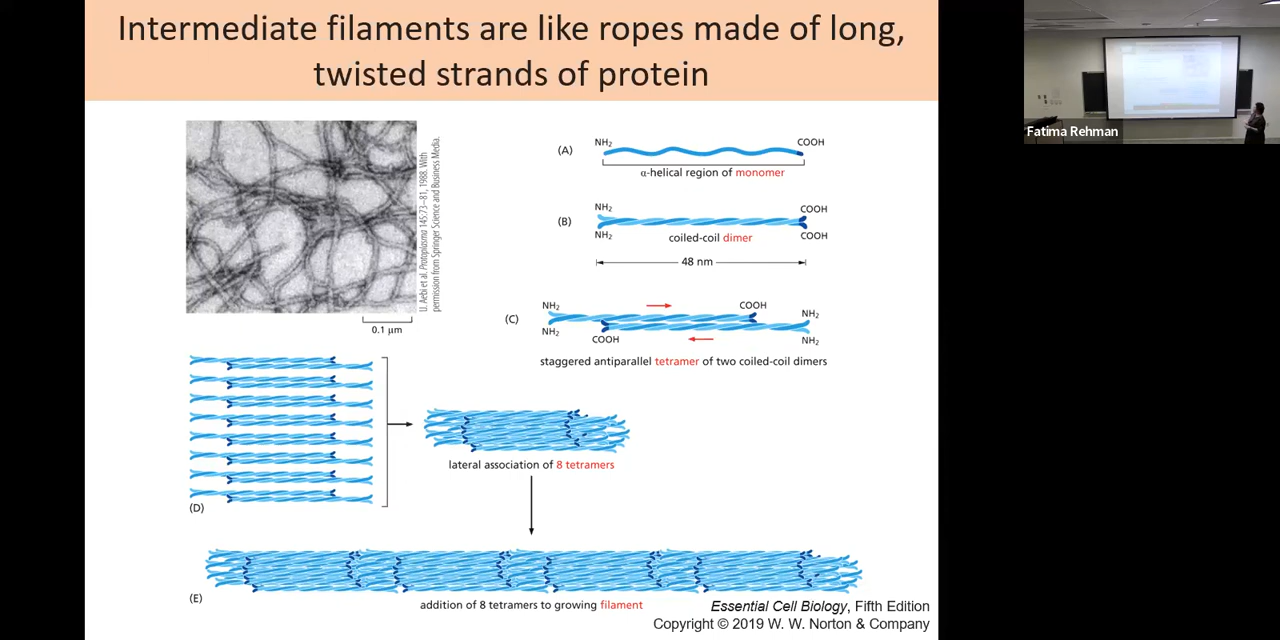 Intermediate filaments are like ropes made of long,
twisted strands of protein
U. Aebi et al. Protoplasma 145:73–81, 1988. With
permission from Springer Science and Business Media.
0.1 μm
(A)
NH2
COOH
α-helical region of monomer
(B)
NH2
COOH
NH2
COOH
coiled-coil dimer
48 nm
(C)
NH2
COOH
NH2
NH2
COOH
NH2
staggered antiparallel tetramer of two coiled-coil dimers
(D)
lateral association of 8 tetramers
(E)
addition of 8 tetramers to growing filament
Essential Cell Biology, Fifth Edition
Copyright © 2019 W. W. Norton & Company
Fatima Rehman